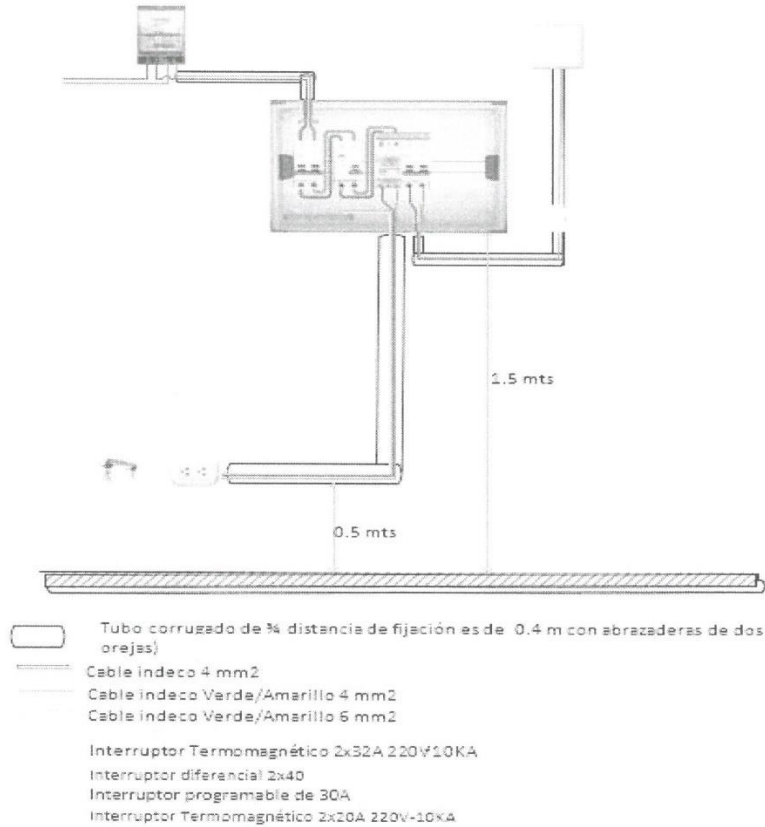 1.5 mts
0.5 mts
Tubo corrugado de ¾ distancia de fijación es de 0.4 m con abrazaderas de dos
orejas)
Cable indeco 4 mm2
Cable indeco Verde/Amarillo 4 mm2
Cable indeco Verde/Amarillo 6 mm2
Interruptor Termomagnético 2x32A 220V10KA
Interruptor diferencial 2x40
Interruptor programable de 30A
Interruptor Termomagnético 2x20A 220V-10KA